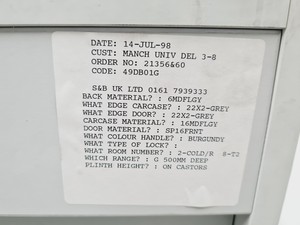 DATE: 14-JUL-98
CUST: MANCH UNIV DEL 3-8
ORDER NO: 21356&60
CODE: 49DB01G
S&B UK LTD 0161 7939333
BACK MATERIAL? : 6MDFLGY
WHAT EDGE CARCASE? : 22X2-GREY
WHAT EDGE DOOR? : 22X2-GREY
CARCASE MATERIAL? : 16MDFLGY
DOOR MATERIAL? : SP16FRNT
WHAT COLOUR HANDLE? : BURGUNDY
WHAT TYPE OF LOCK? :
WHAT ROOM NUMBER? : 2-COLD/R 8-T2
WHICH RANGE? : G 500MM DEEP
PLINTH HEIGHT? : ON CASTORS